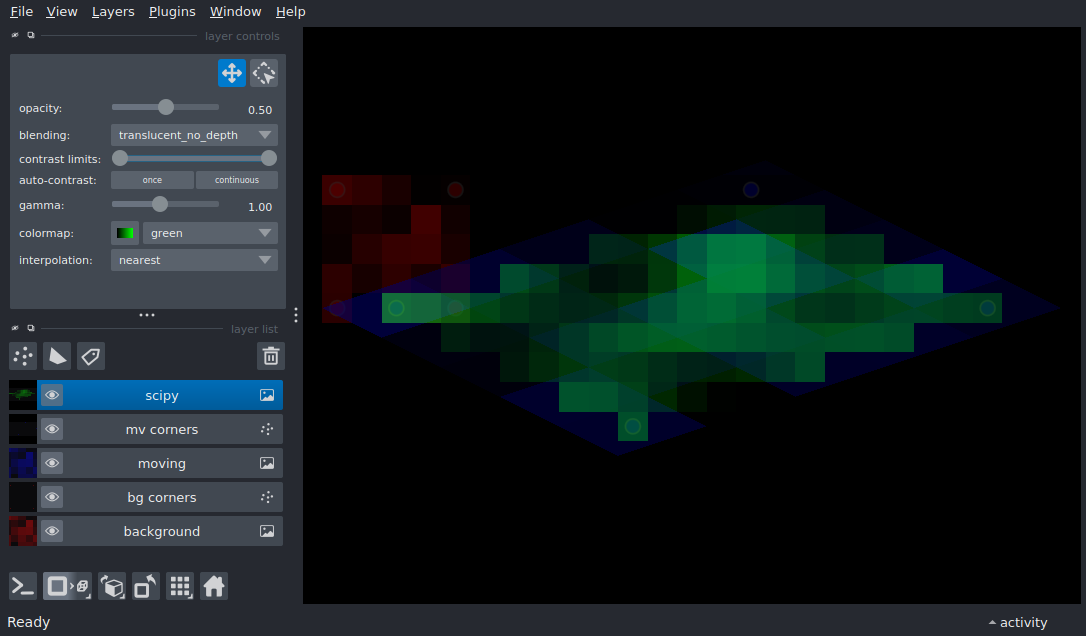 File View Layers Plugins Window Help
layer controls
opacity: 0.50
blending: translucent_no_depth
contrast limits:
auto-contrast: once continuous
gamma: 1.00
colormap: green
interpolation: nearest
layer list
scipy
mv corners
moving
bg corners
background
Ready activity